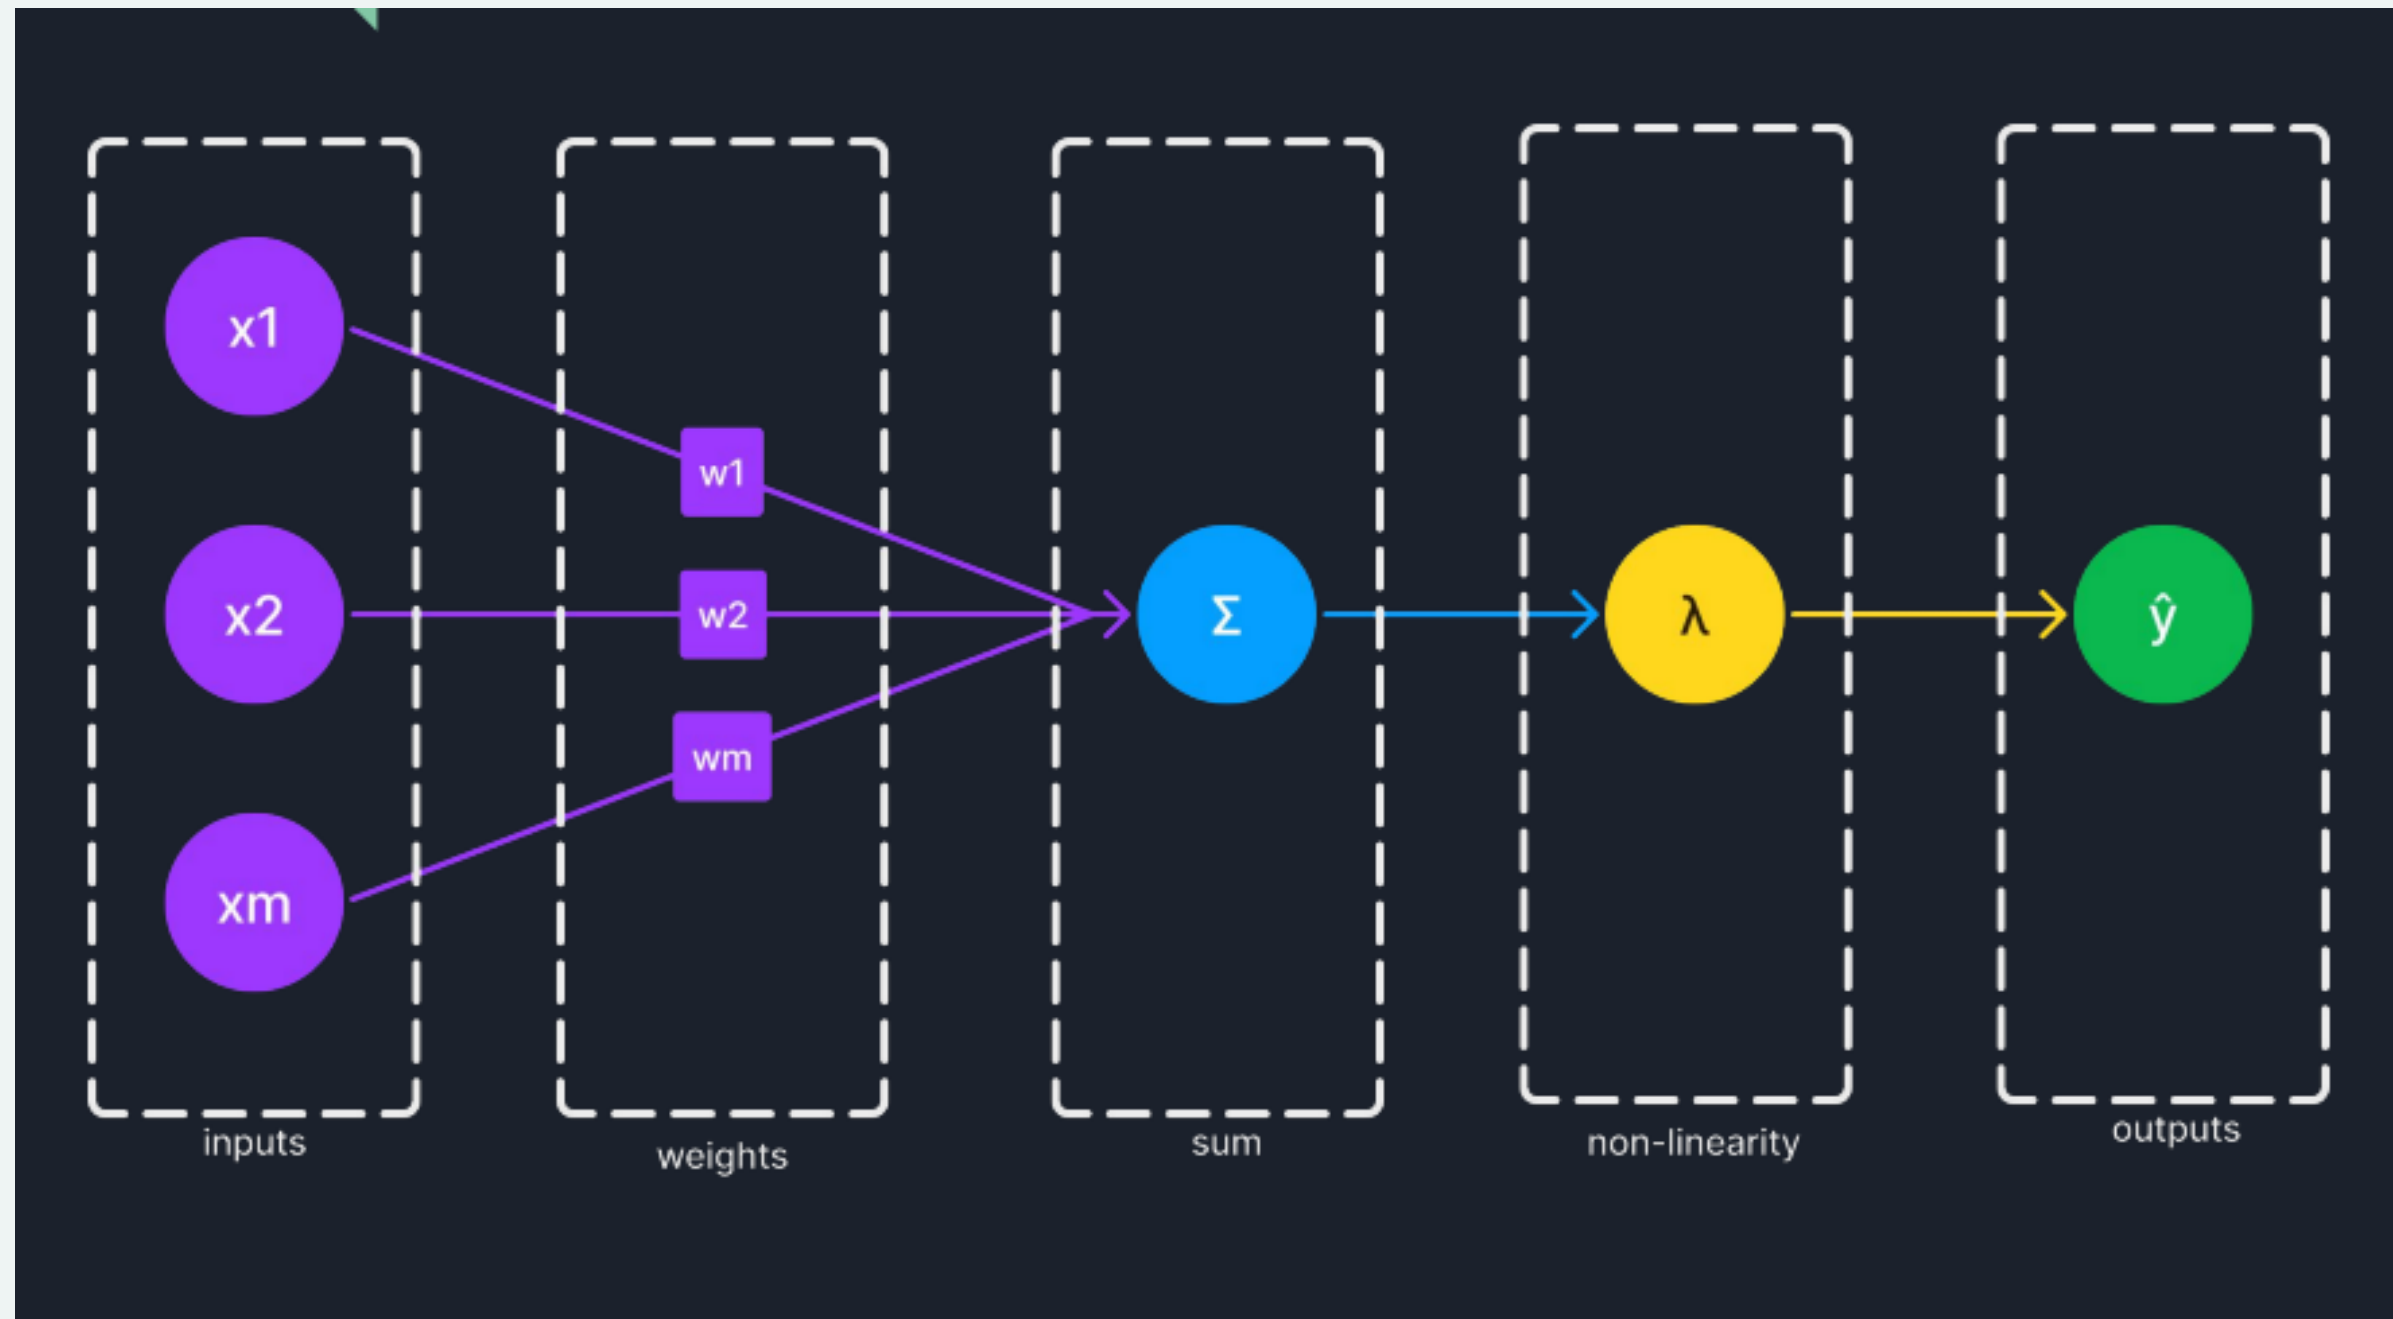 x1
x2
xm
w1
w2
wm
Σ
λ
ŷ
inputs
weights
sum
non-linearity
outputs